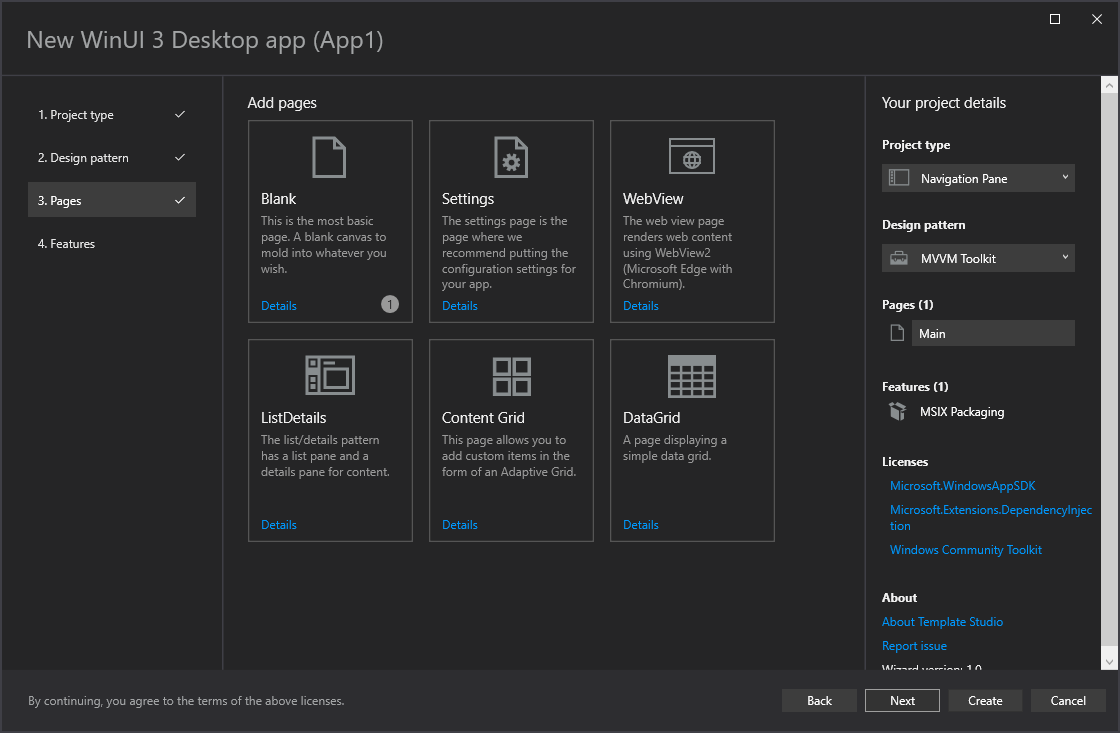 New WinUI 3 Desktop app (App1)
1. Project type
2. Design pattern
3. Pages
4. Features
Add pages
Blank
This is the most basic
page. A blank canvas to
mold into whatever you
wish.
Details
1
Settings
The settings page is the
page where we
recommend putting the
configuration settings for
your app.
Details
WebView
The web view page
renders web content
using WebView2
(Microsoft Edge with
Chromium).
Details
ListDetails
The list/details pattern
has a list pane and a
details pane for content.
Details
Content Grid
This page allows you to
add custom items in the
form of an Adaptive Grid.
Details
DataGrid
A page displaying a
simple data grid.
Details
Your project details
Project type
Navigation Pane
Design pattern
MVVM Toolkit
Pages (1)
Main
Features (1)
MSIX Packaging
Licenses
Microsoft.WindowsAppSDK
Microsoft.Extensions.DependencyInjec
tion
Windows Community Toolkit
About
About Template Studio
Report issue
Wizard version: 1.0
By continuing, you agree to the terms of the above licenses.
Back
Next
Create
Cancel